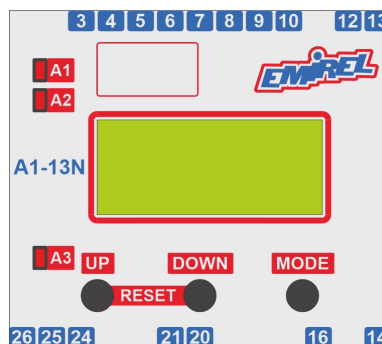 3 4 5 6 7 8 9 10 12 13
A1
EMIREL
A2
A1-13N
A3
UP DOWN MODE
RESET
26 25 24 21 20 16 14